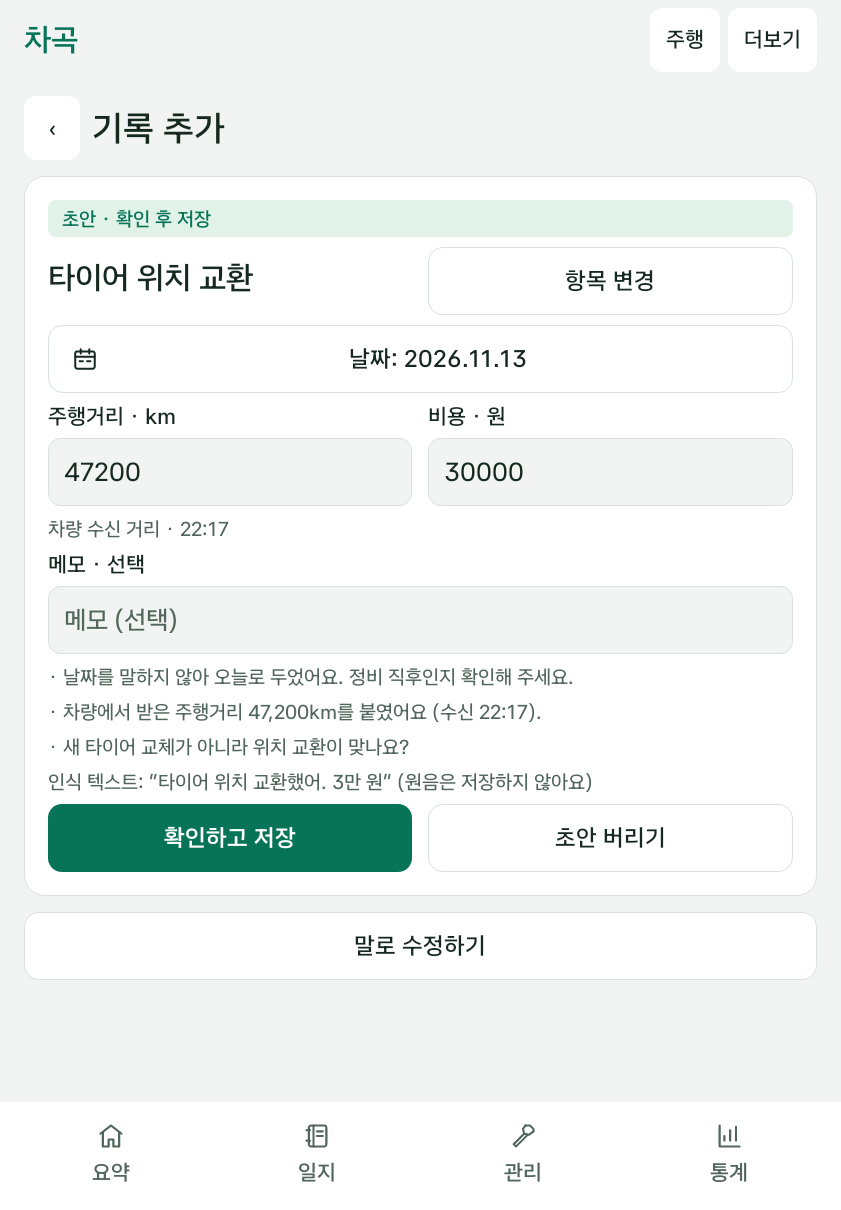 차곡
주행
더보기
‹
기록 추가
초안 · 확인 후 저장
타이어 위치 교환
항목 변경
날짜: 2026.11.13
주행거리 · km
비용 · 원
47200
30000
차량 수신 거리 · 22:17
메모 · 선택
메모 (선택)
· 날짜를 말하지 않아 오늘로 두었어요. 정비 직후인지 확인해 주세요.
· 차량에서 받은 주행거리 47,200km를 붙였어요 (수신 22:17).
· 새 타이어 교체가 아니라 위치 교환이 맞나요?
인식 텍스트: “타이어 위치 교환했어. 3만 원” (원음은 저장하지 않아요)
확인하고 저장
초안 버리기
말로 수정하기
요약
일지
관리
통계